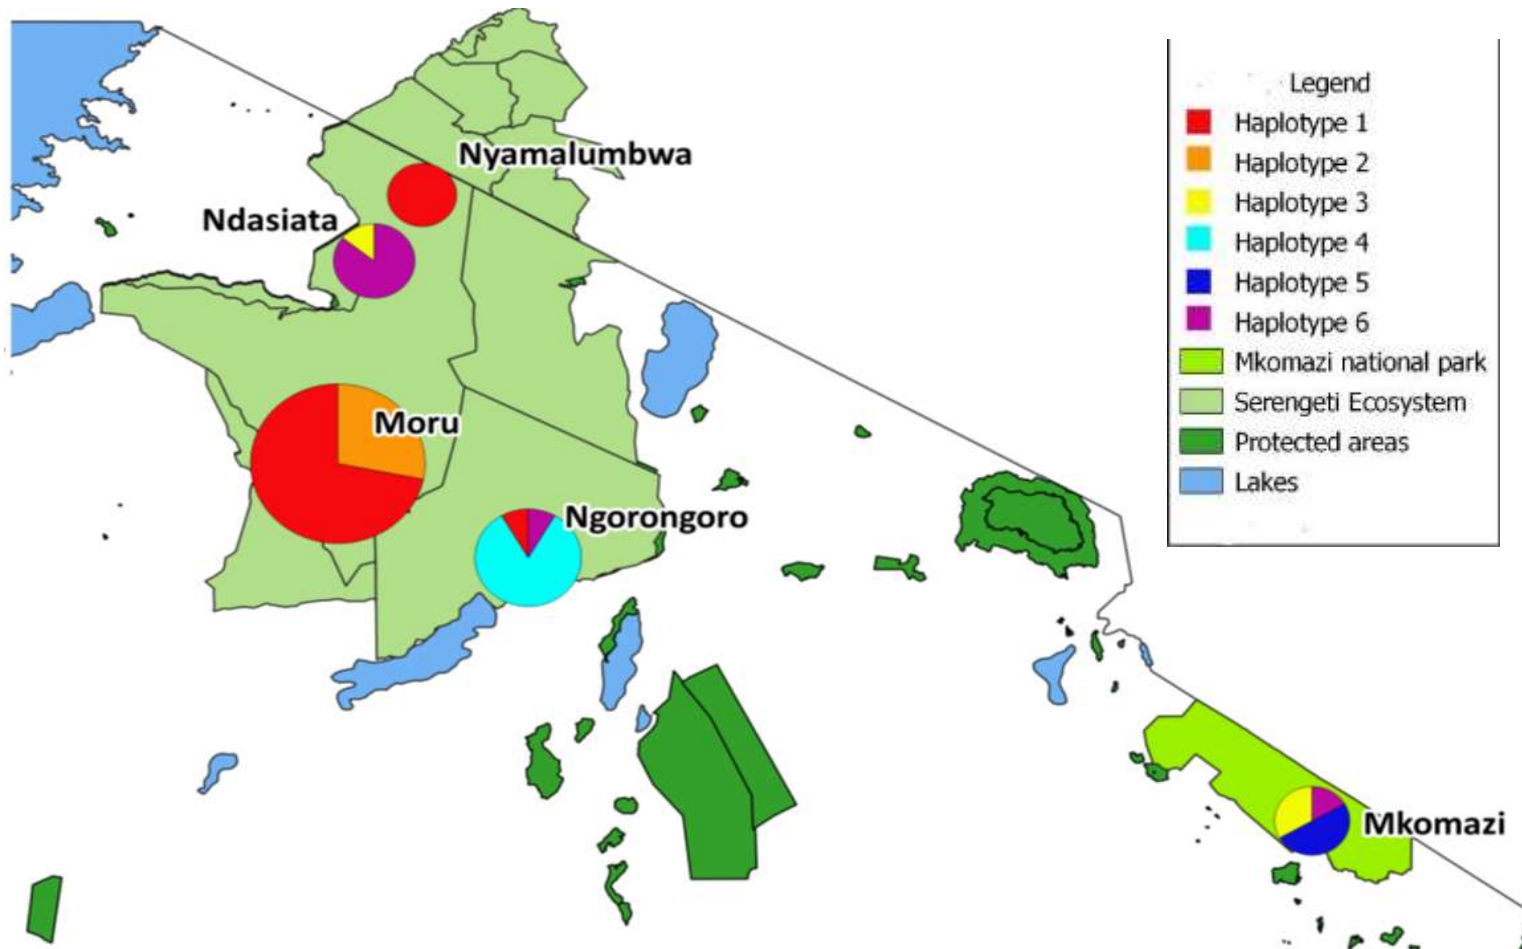 Legend
Haplotype 1
Haplotype 2
Haplotype 3
Haplotype 4
Haplotype 5
Haplotype 6
Mkomazi national park
Serengeti Ecosystem
Protected areas
Lakes
Nyamalumbwa
Ndasiata
Moru
Ngorongoro
Mkomazi